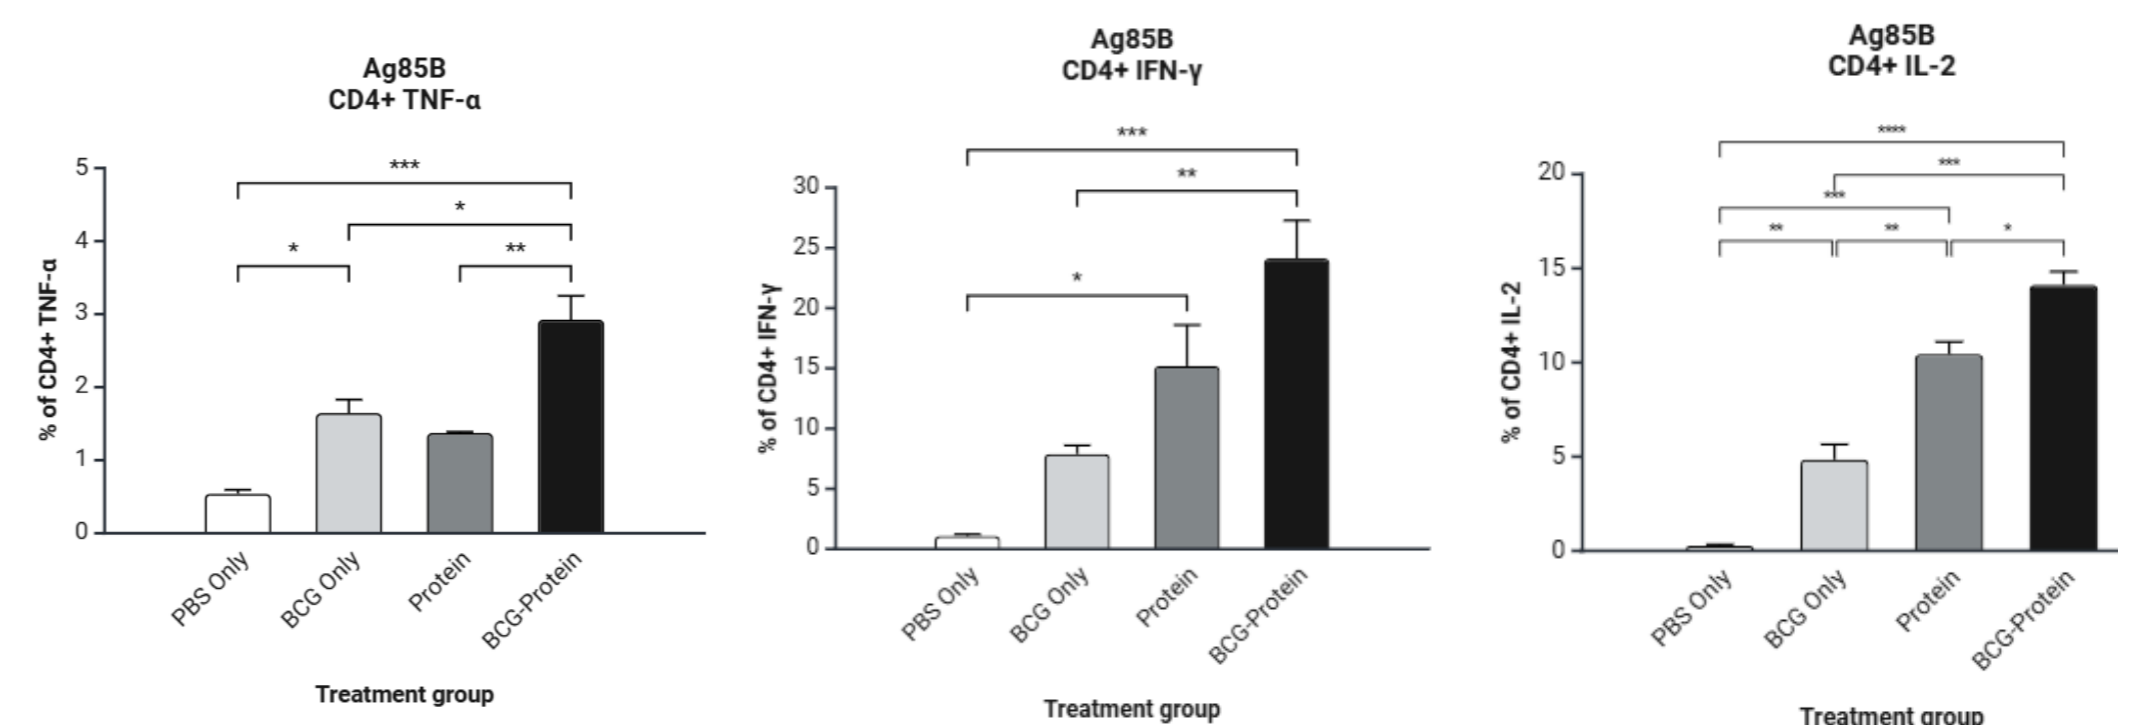 Ag85B
CD4+ TNF-α
***
*
*
**
5
4
3
2
1
0
% of CD4+ TNF-α
PBS Only
BCG Only
Protein
BCG-Protein
Treatment group
Ag85B
CD4+ IFN-γ
***
**
*
30
25
20
15
10
5
0
% of CD4+ IFN-γ
PBS Only
BCG Only
Protein
BCG-Protein
Treatment group
Ag85B
CD4+ IL-2
****
***
***
**
**
*
20
15
10
5
0
% of CD4+ IL-2
PBS Only
BCG Only
Protein
BCG-Protein
Treatment group